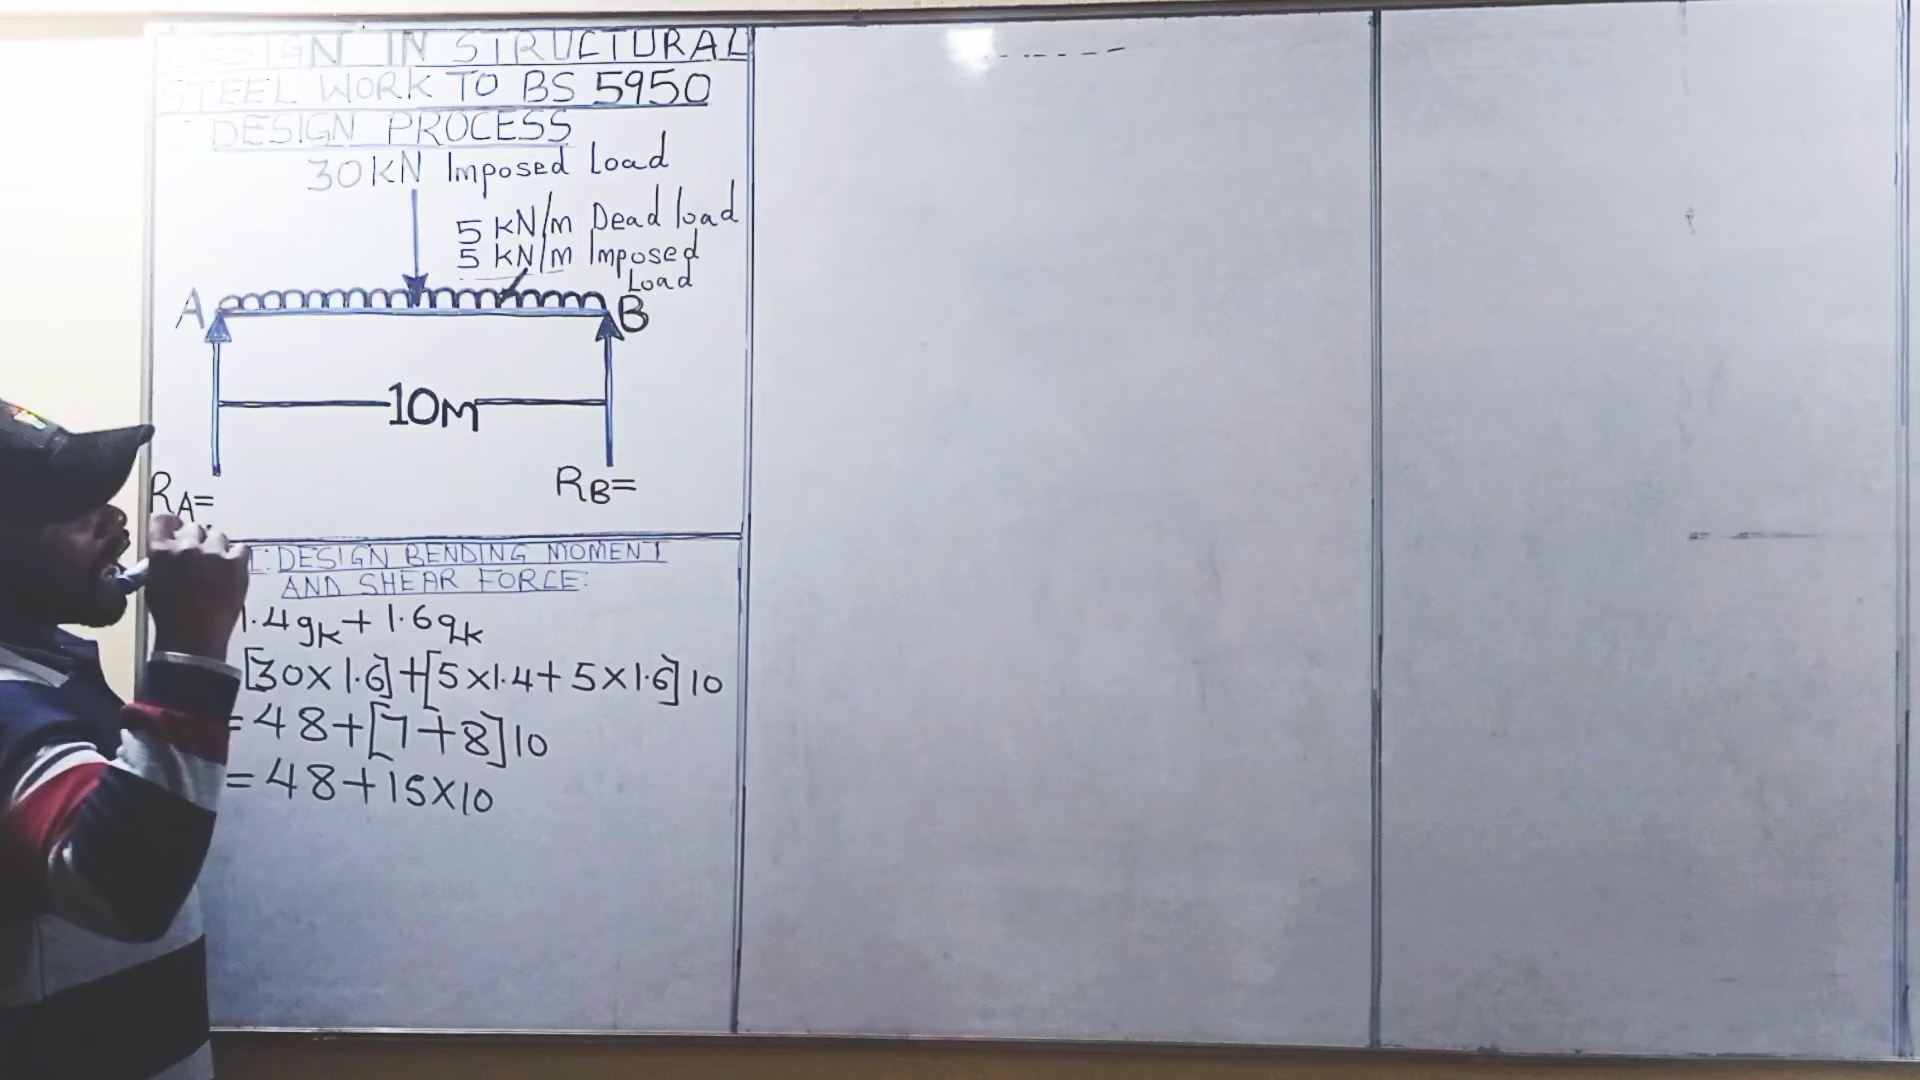 DESIGN IN STRUCTURAL
STEEL WORK TO BS 5950
DESIGN PROCESS
30KN Imposed Load
5 kN/m Dead load
5 kN/m Imposed
Load
A
B
10M
RA=
RB=
: DESIGN BENDING MOMENT
AND SHEAR FORCE:
1.4gk+1.6qk
[30×1.6]+[5×1.4+5×1.6]10
=48+[7+8]10
=48+15×10